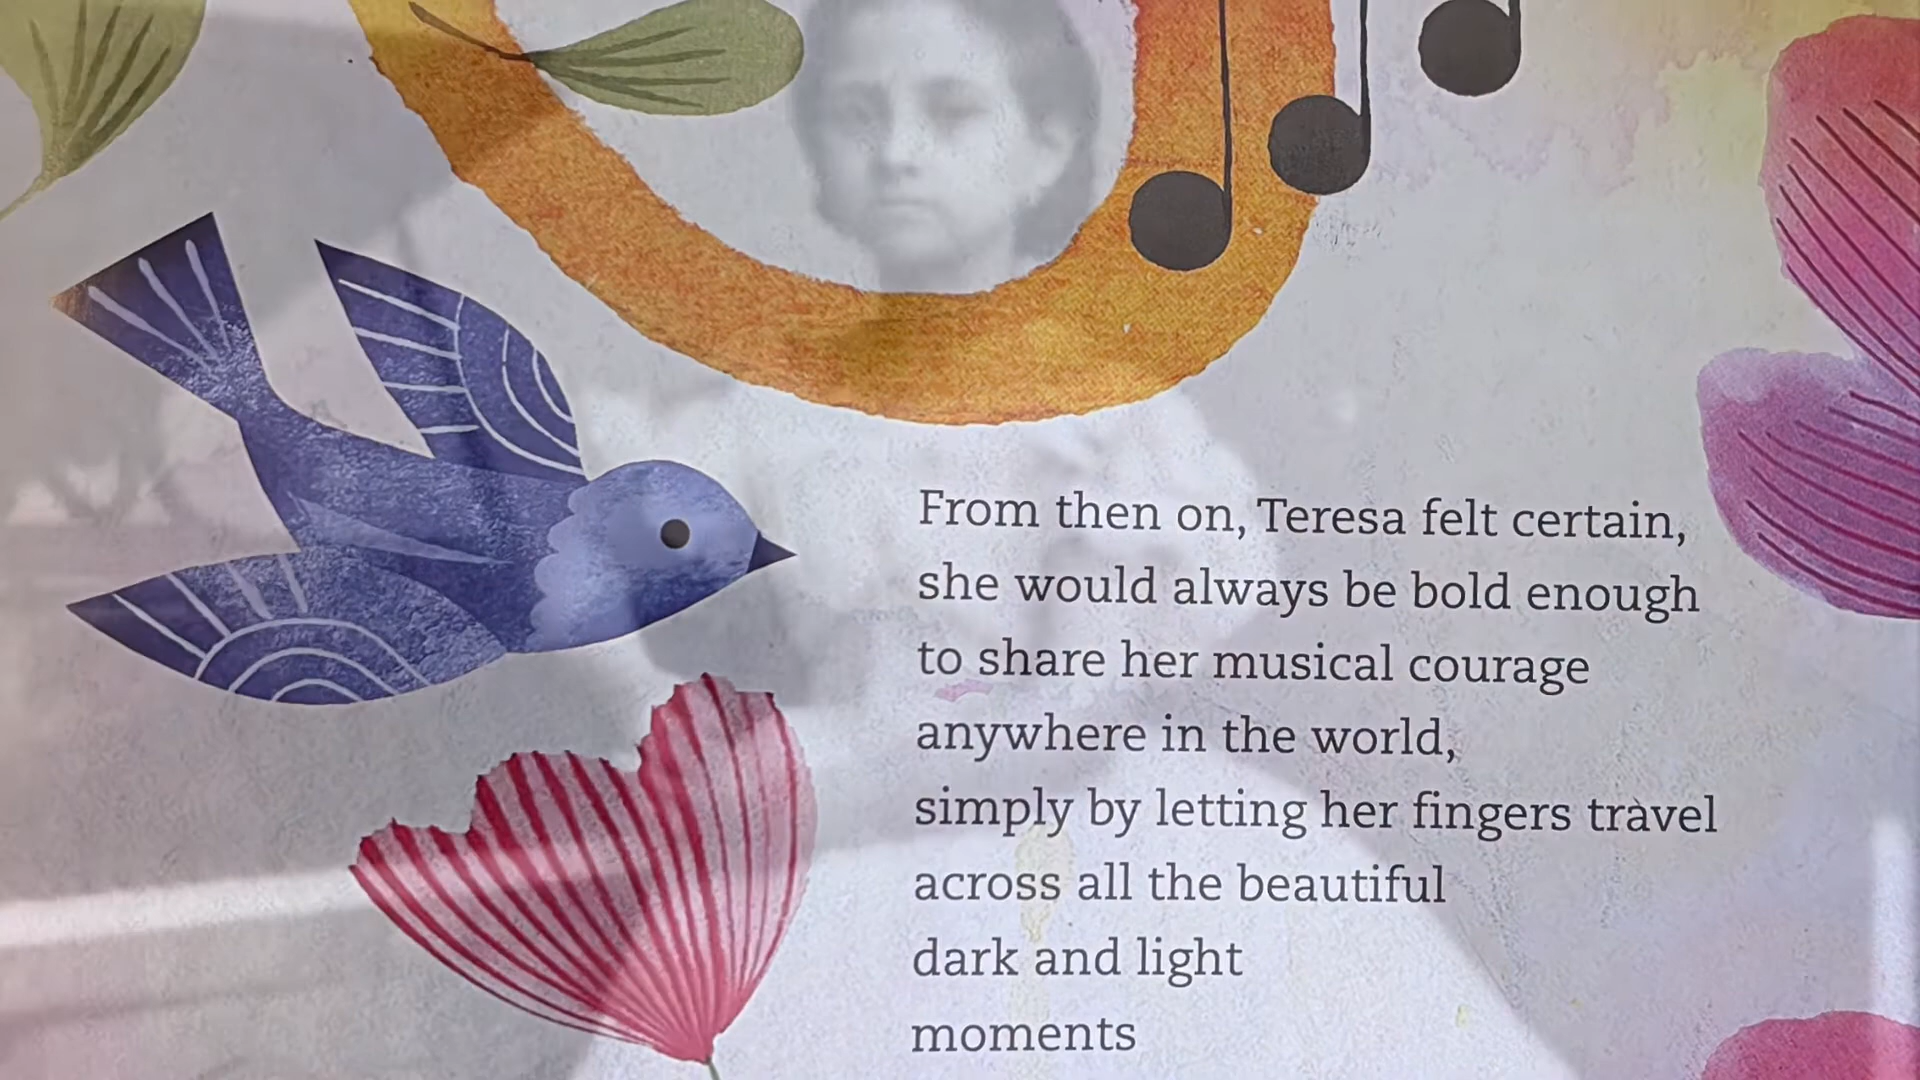 From then on, Teresa felt certain,
she would always be bold enough
to share her musical courage
anywhere in the world,
simply by letting her fingers travel
across all the beautiful
dark and light
moments